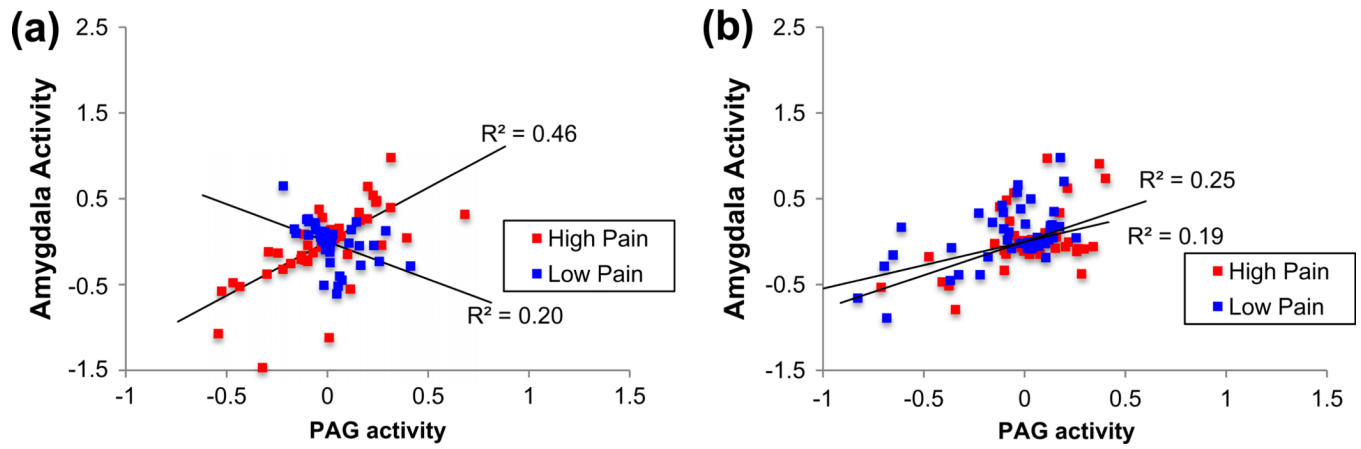 (a)
Amygdala Activity
2.5
1.5
0.5
-0.5
-1.5
-1
-0.5
0
0.5
1
1.5
PAG activity
R² = 0.46
R² = 0.20
High Pain
Low Pain
(b)
Amygdala Activity
2.5
1.5
0.5
-0.5
-1.5
-1
-0.5
0
0.5
1
1.5
PAG activity
R² = 0.25
R² = 0.19
High Pain
Low Pain